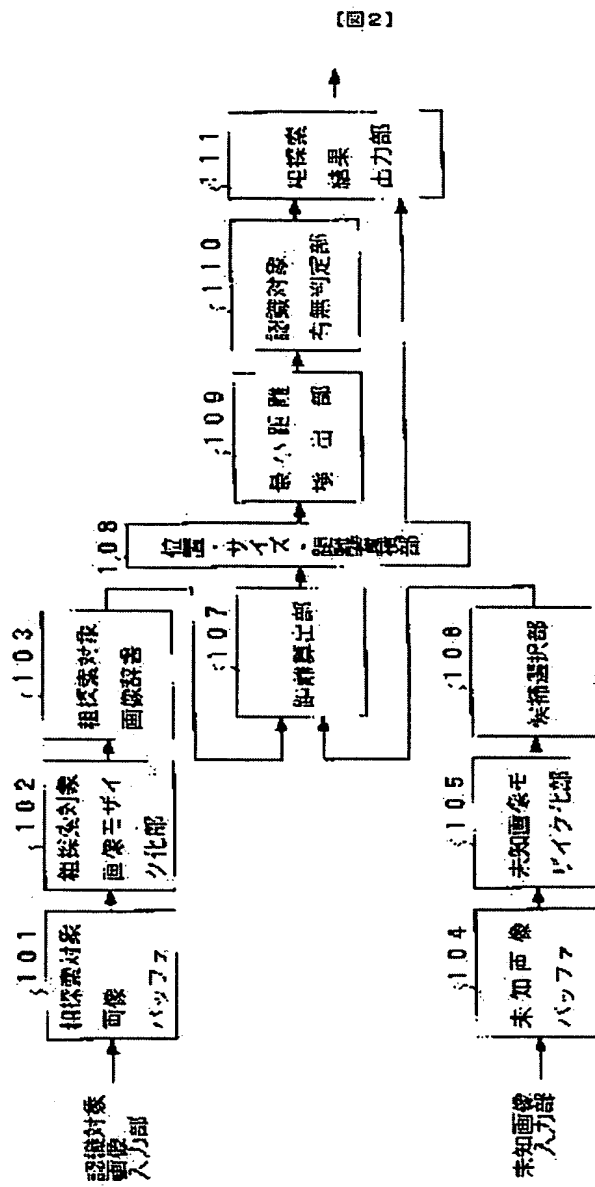 【図2】
認識対象
画像
入力部
101
粗探索対象
画像
バッファ
102
粗探索対象
画像モザイ
ク化部
103
粗探索対象
画像辞書
未知画像
入力部
104
未知画像
バッファ
105
未知画像モ
ザイク化部
106
候補選択部
107
距離算出部
108
位置・サイズ・距離蓄積部
109
最小距離
検出部
110
認識対象
有無判定部
111
粗探索
結果
出力部